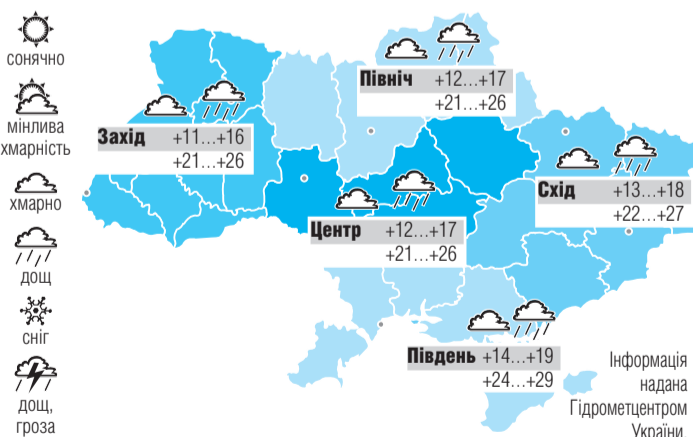 сонячно
мінлива
хмарність
хмарно
дощ
сніг
дощ,
гроза
Північ +12...+17
+21...+26
Захід +11...+16
+21...+26
Схід +13...+18
+22...+27
Центр +12...+17
+21...+26
Південь +14...+19
+24...+29
Інформація
надана
Гідрометцентром
України.